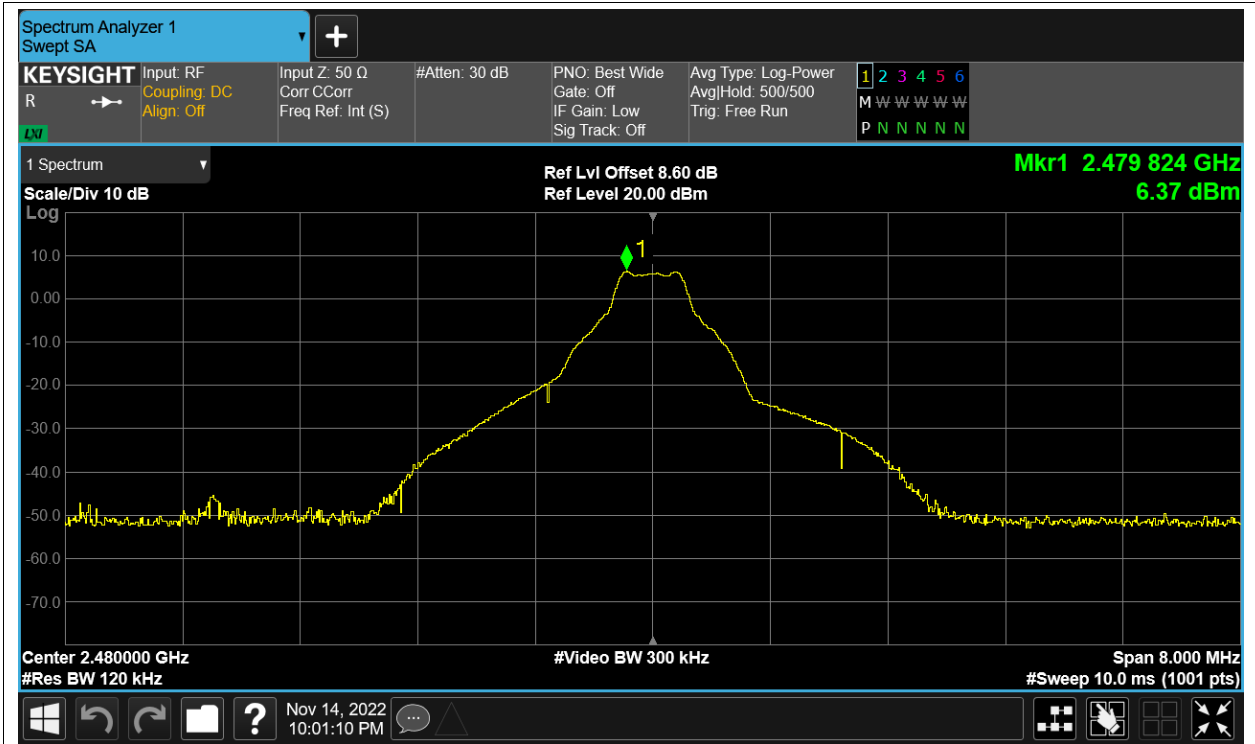 Spectrum Analyzer 1
Swept SA
+
KEYSIGHT
R
LXI
Input: RF
Coupling: DC
Align: Off
Input Z: 50 Ω
Corr CCorr
Freq Ref: Int (S)
#Atten: 30 dB
PNO: Best Wide
Gate: Off
IF Gain: Low
Sig Track: Off
Avg Type: Log-Power
Avg|Hold: 500/500
Trig: Free Run
1 2 3 4 5 6
M W W W W W
P N N N N N
1 Spectrum
Scale/Div 10 dB
Log
Ref Lvl Offset 8.60 dB
Ref Level 20.00 dBm
Mkr1 2.479 824 GHz
6.37 dBm
1
10.0
0.00
-10.0
-20.0
-30.0
-40.0
-50.0
-60.0
-70.0
Center 2.480000 GHz
#Video BW 300 kHz
Span 8.000 MHz
#Res BW 120 kHz
#Sweep 10.0 ms (1001 pts)
?
Nov 14, 2022
10:01:10 PM